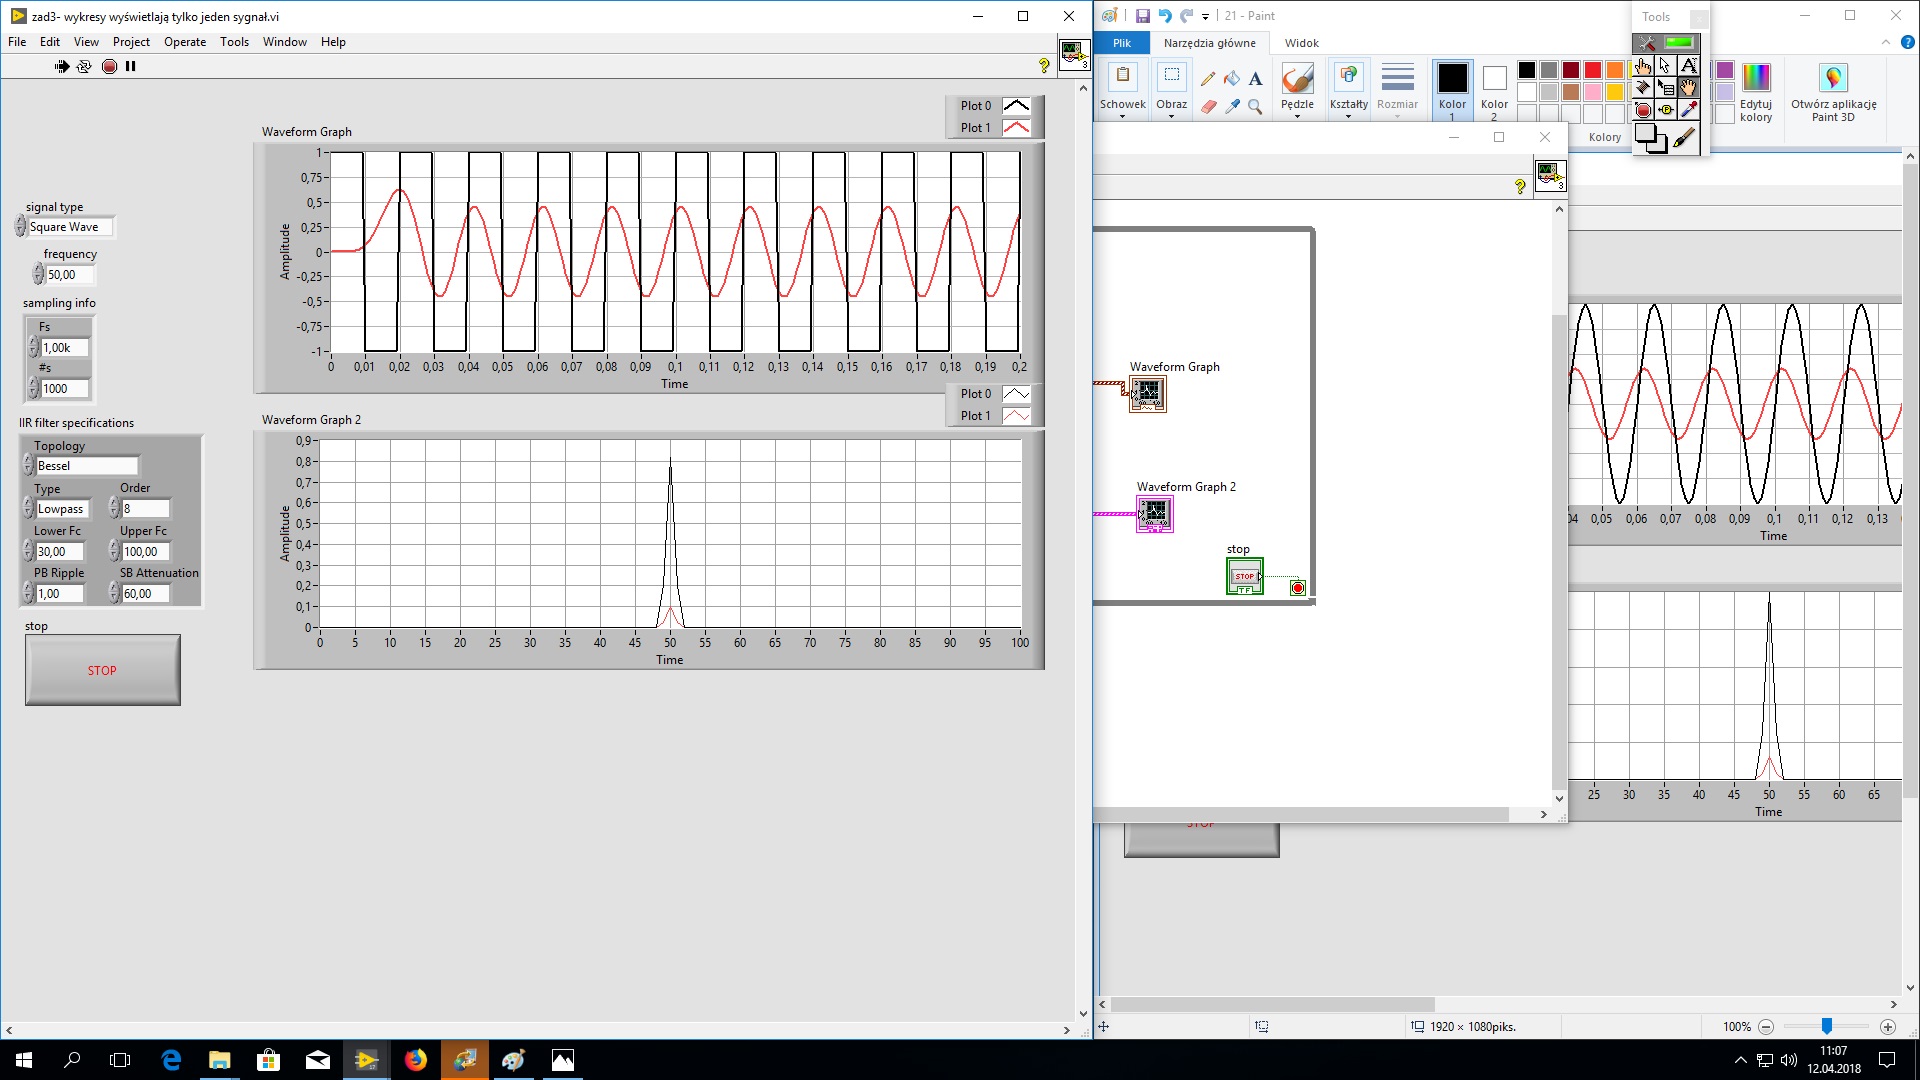 zad3- wykresy wyświetlają tylko jeden sygnał.vi
File Edit View Project Operate Tools Window Help
3
Plot 0
Plot 1
Waveform Graph
Amplitude
1
0,75
0,5
0,25
0
-0,25
-0,5
-0,75
-1
0 0,01 0,02 0,03 0,04 0,05 0,06 0,07 0,08 0,09 0,1 0,11 0,12 0,13 0,14 0,15 0,16 0,17 0,18 0,19 0,2
Time
signal type
Square Wave
frequency
50,00
sampling info
Fs
1,00k
#s
1000
IIR filter specifications
Topology
Bessel
Type Order
Lowpass 8
Lower Fc Upper Fc
30,00 100,00
PB Ripple SB Attenuation
1,00 60,00
stop
STOP
Plot 0
Plot 1
Waveform Graph 2
Amplitude
0,9
0,8
0,7
0,6
0,5
0,4
0,3
0,2
0,1
0
0 5 10 15 20 25 30 35 40 45 50 55 60 65 70 75 80 85 90 95 100
Time
21 - Paint
Plik Narzędzia główne Widok
Schowek Obraz Pędzle Kształty Rozmiar Kolor 1 Kolor 2 Edytuj kolory Otwórz aplikację Paint 3D
Kolory
Tools
3
Waveform Graph
Waveform Graph 2
stop
STOP
TF
04 0,05 0,06 0,07 0,08 0,09 0,1 0,11 0,12 0,13
Time
25 30 35 40 45 50 55 60 65
Time
STOP
1920 × 1080piks.
100%
11:07
12.04.2018